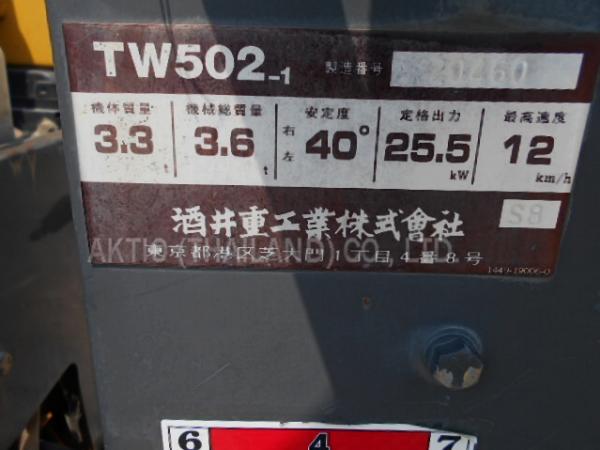 TW502-1 製造番号 20460
機体質量 機械総質量 安定度 定格出力 最高速度
3.3 t 3.6 t 右 左 40° 25.5 kW 12 km/h
S8
酒井重工業株式會社
AKTIO (THAILAND) CO., LTD.
東京都港区芝大門1丁目4番8号
1449-19006-0
6 4 7